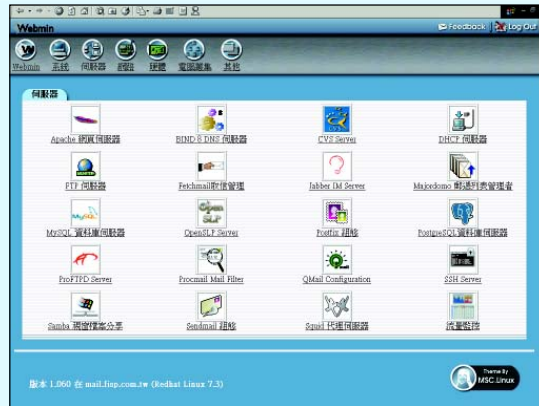 Webmin
Feedback Log Out
Webmin 系統 伺服器 網路 硬體 電腦叢集 其他
伺服器
Apache 網頁伺服器 BIND 8 DNS 伺服器 CVS Server DHCP 伺服器
FTP 伺服器 Fetchmail取信管理 Jabber IM Server Majordomo 郵遞列表管理者
MySQL 資料庫伺服器 OpenSLP Server Postfix 組態 PostgreSQL資料庫伺服器
ProFTPD Server Procmail Mail Filter QMail Configuration SSH Server
Samba 視窗檔案分享 Sendmail 組態 Squid 代理伺服器 流量監控
版本 1.060 在 mail.fisp.com.tw (Redhat Linux 7.3)
Theme By
MSC.Linux